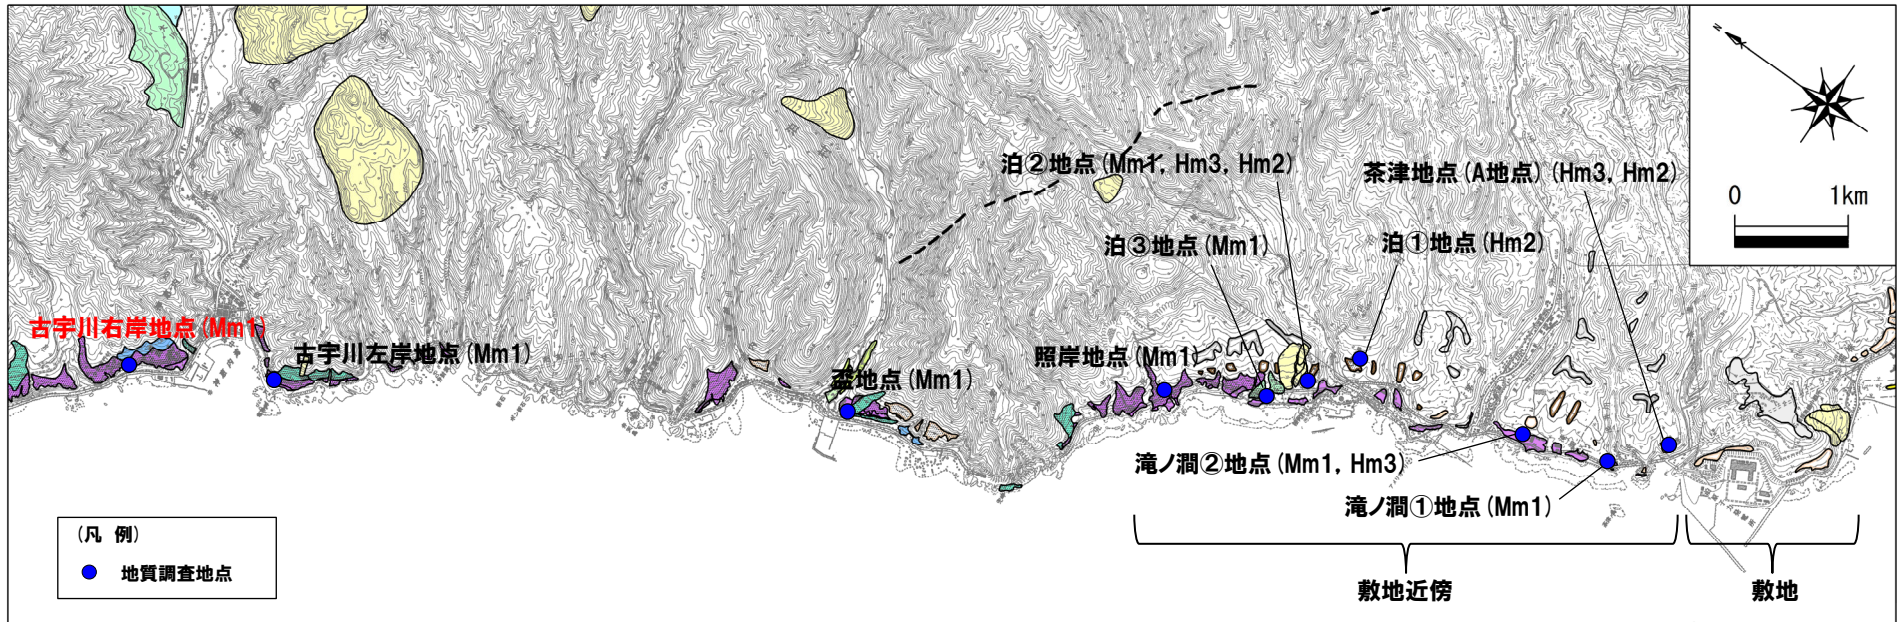 N
0 1km
泊②地点(Mm1, Hm3, Hm2)
茶津地点(A地点)(Hm3, Hm2)
泊③地点(Mm1)
泊①地点(Hm2)
古宇川右岸地点(Mm1)
古宇川左岸地点(Mm1)
盃地点(Mm1)
照岸地点(Mm1)
滝ノ澗②地点(Mm1, Hm3)
滝ノ澗①地点(Mm1)
(凡 例)
地質調査地点
敷地近傍
敷地